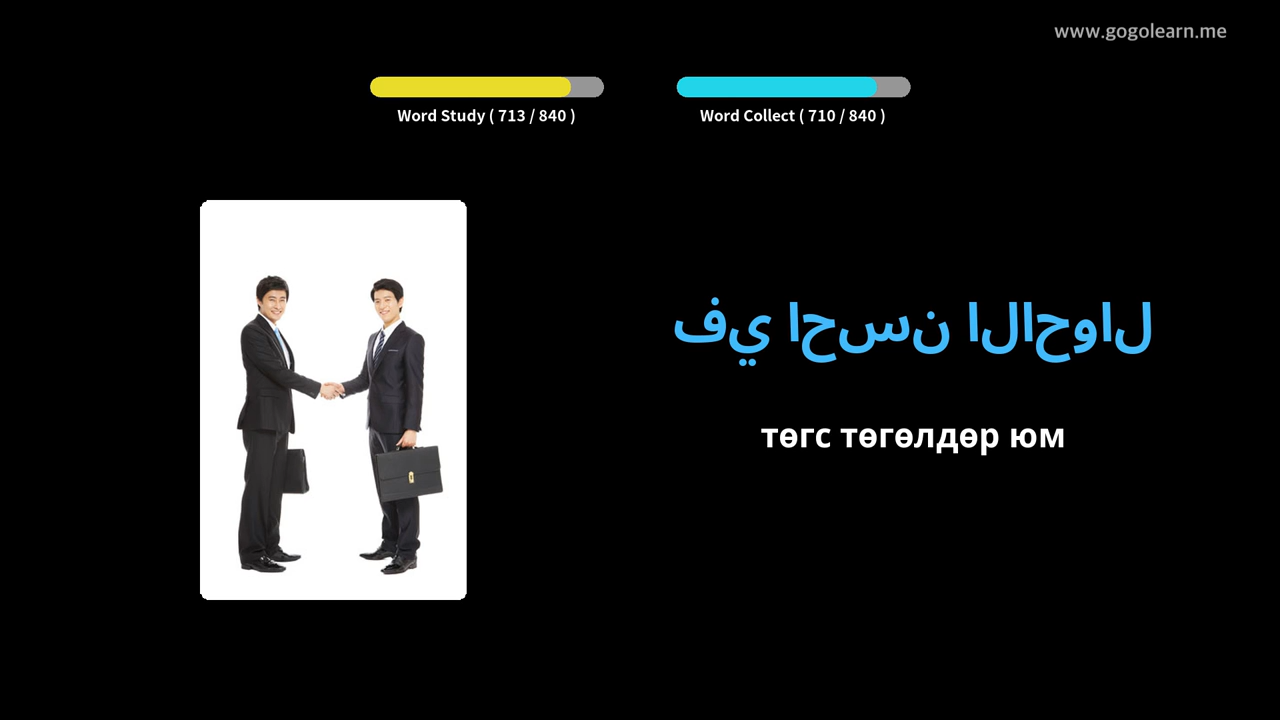 www.gogolearn.me
Word Study ( 713 / 840 )
Word Collect ( 710 / 840 )
في احسن الاحوال
төгс төгөлдөр юм